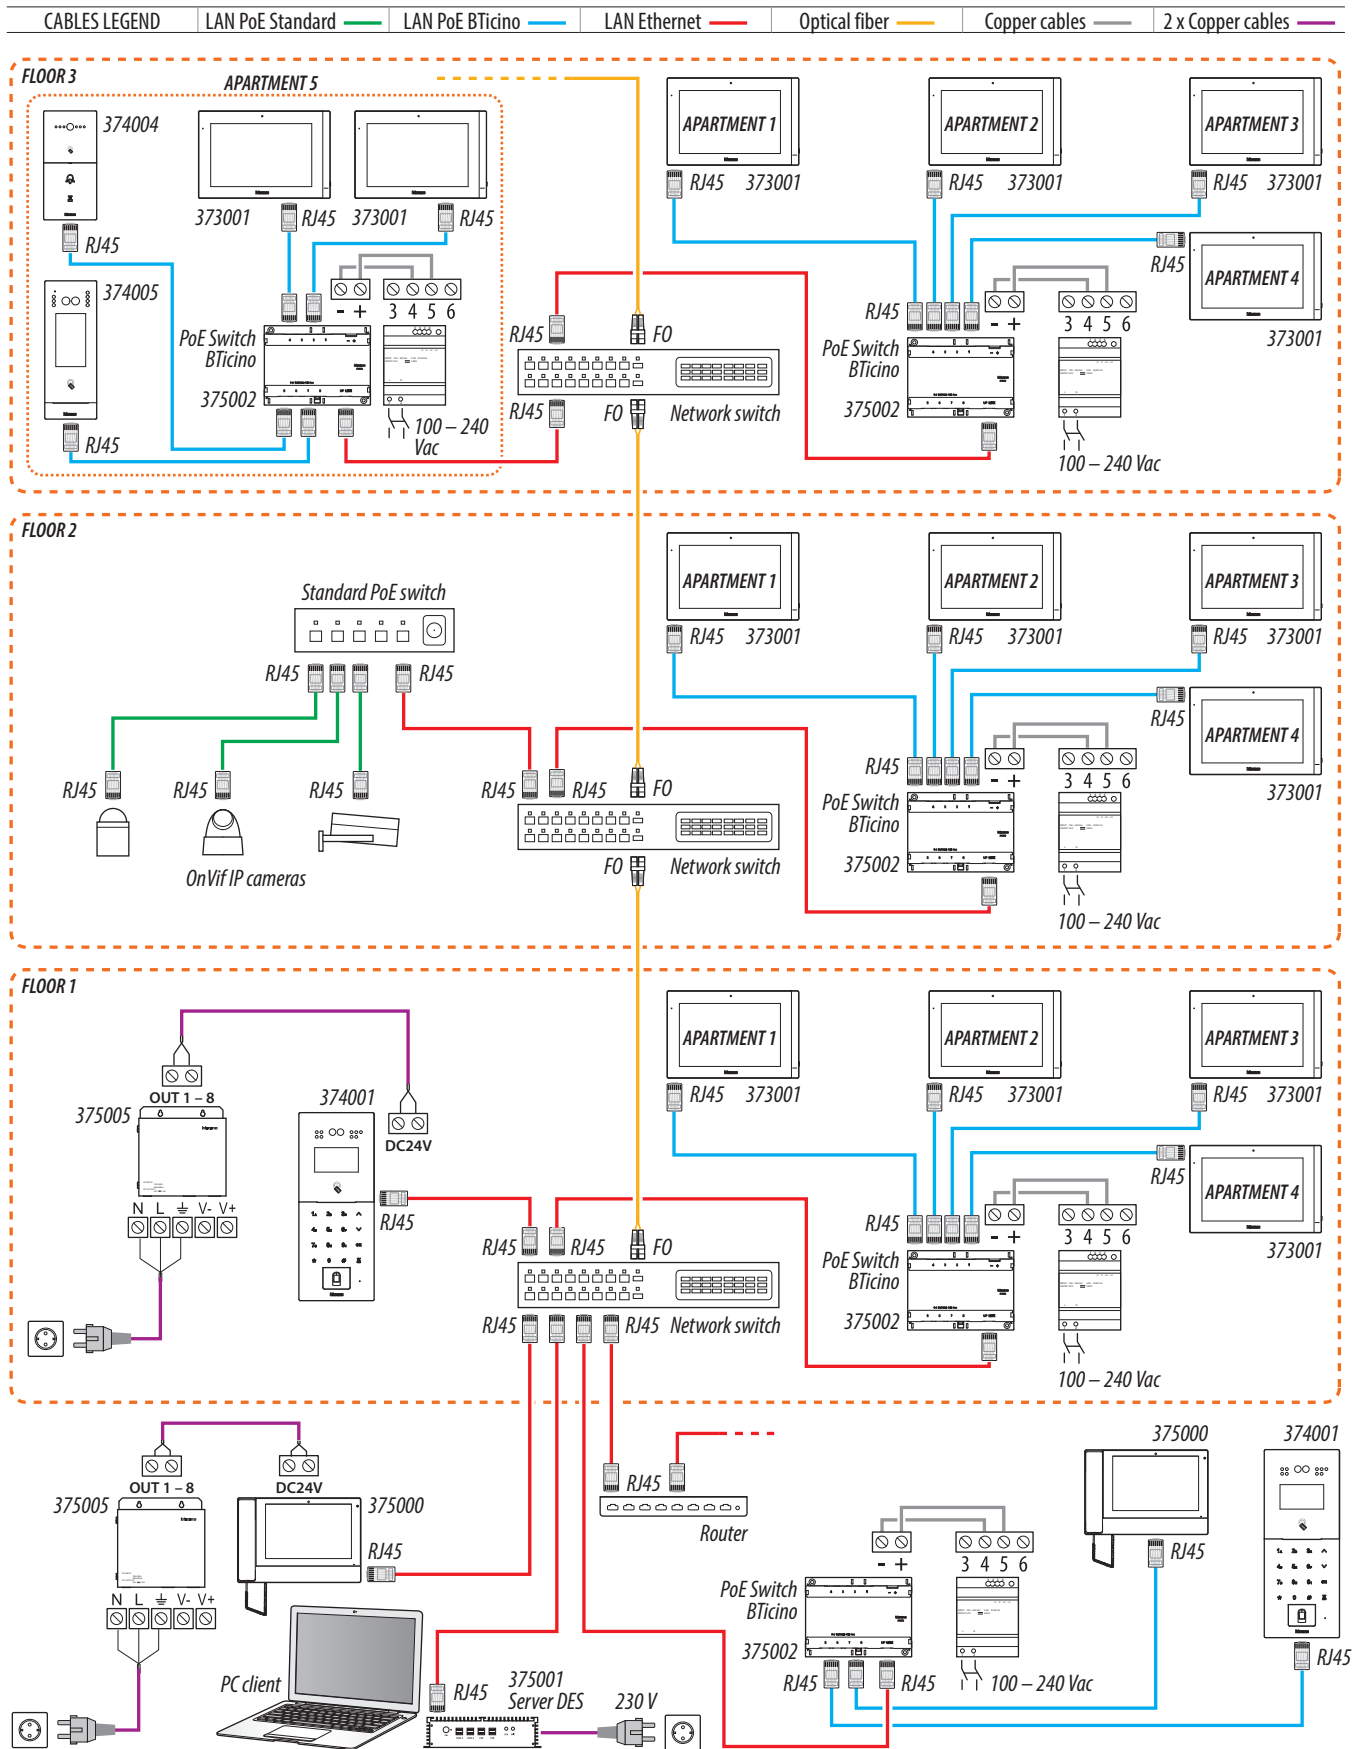 CABLES LEGEND LAN PoE Standard LAN PoE BTicino LAN Ethernet Optical fiber Copper cables 2 x Copper cables
FLOOR 3
APARTMENT 5
374004
373001 RJ45 373001 RJ45
RJ45
374005
- + 3 4 5 6
PoE Switch
BTicino
375002
100 – 240
Vac
RJ45
RJ45 FO
RJ45 FO Network switch
APARTMENT 1
RJ45 373001
APARTMENT 2
RJ45 373001
APARTMENT 3
RJ45 373001
RJ45 APARTMENT 4
373001
RJ45 - + 3 4 5 6
PoE Switch
BTicino
375002
100 – 240 Vac
FLOOR 2
Standard PoE switch
RJ45 RJ45
RJ45 RJ45 RJ45
OnVif IP cameras
RJ45 RJ45 FO
FO Network switch
APARTMENT 1
RJ45 373001
APARTMENT 2
RJ45 373001
APARTMENT 3
RJ45 373001
RJ45 APARTMENT 4
373001
RJ45 - + 3 4 5 6
PoE Switch
BTicino
375002
100 – 240 Vac
FLOOR 1
OUT 1 – 8
375005
N L V- V+
374001
DC24V
RJ45
RJ45 RJ45 FO
RJ45 RJ45 Network switch
APARTMENT 1
RJ45 373001
APARTMENT 2
RJ45 373001
APARTMENT 3
RJ45 373001
RJ45 APARTMENT 4
373001
RJ45 - + 3 4 5 6
PoE Switch
BTicino
375002
100 – 240 Vac
OUT 1 – 8
375005
N L V- V+
DC24V
375000
RJ45
PC client
RJ45
375001
Server DES
230 V
RJ45
Router
- + 3 4 5 6
PoE Switch
BTicino
375002
RJ45 RJ45 100 – 240 Vac
375000
RJ45
374001
RJ45